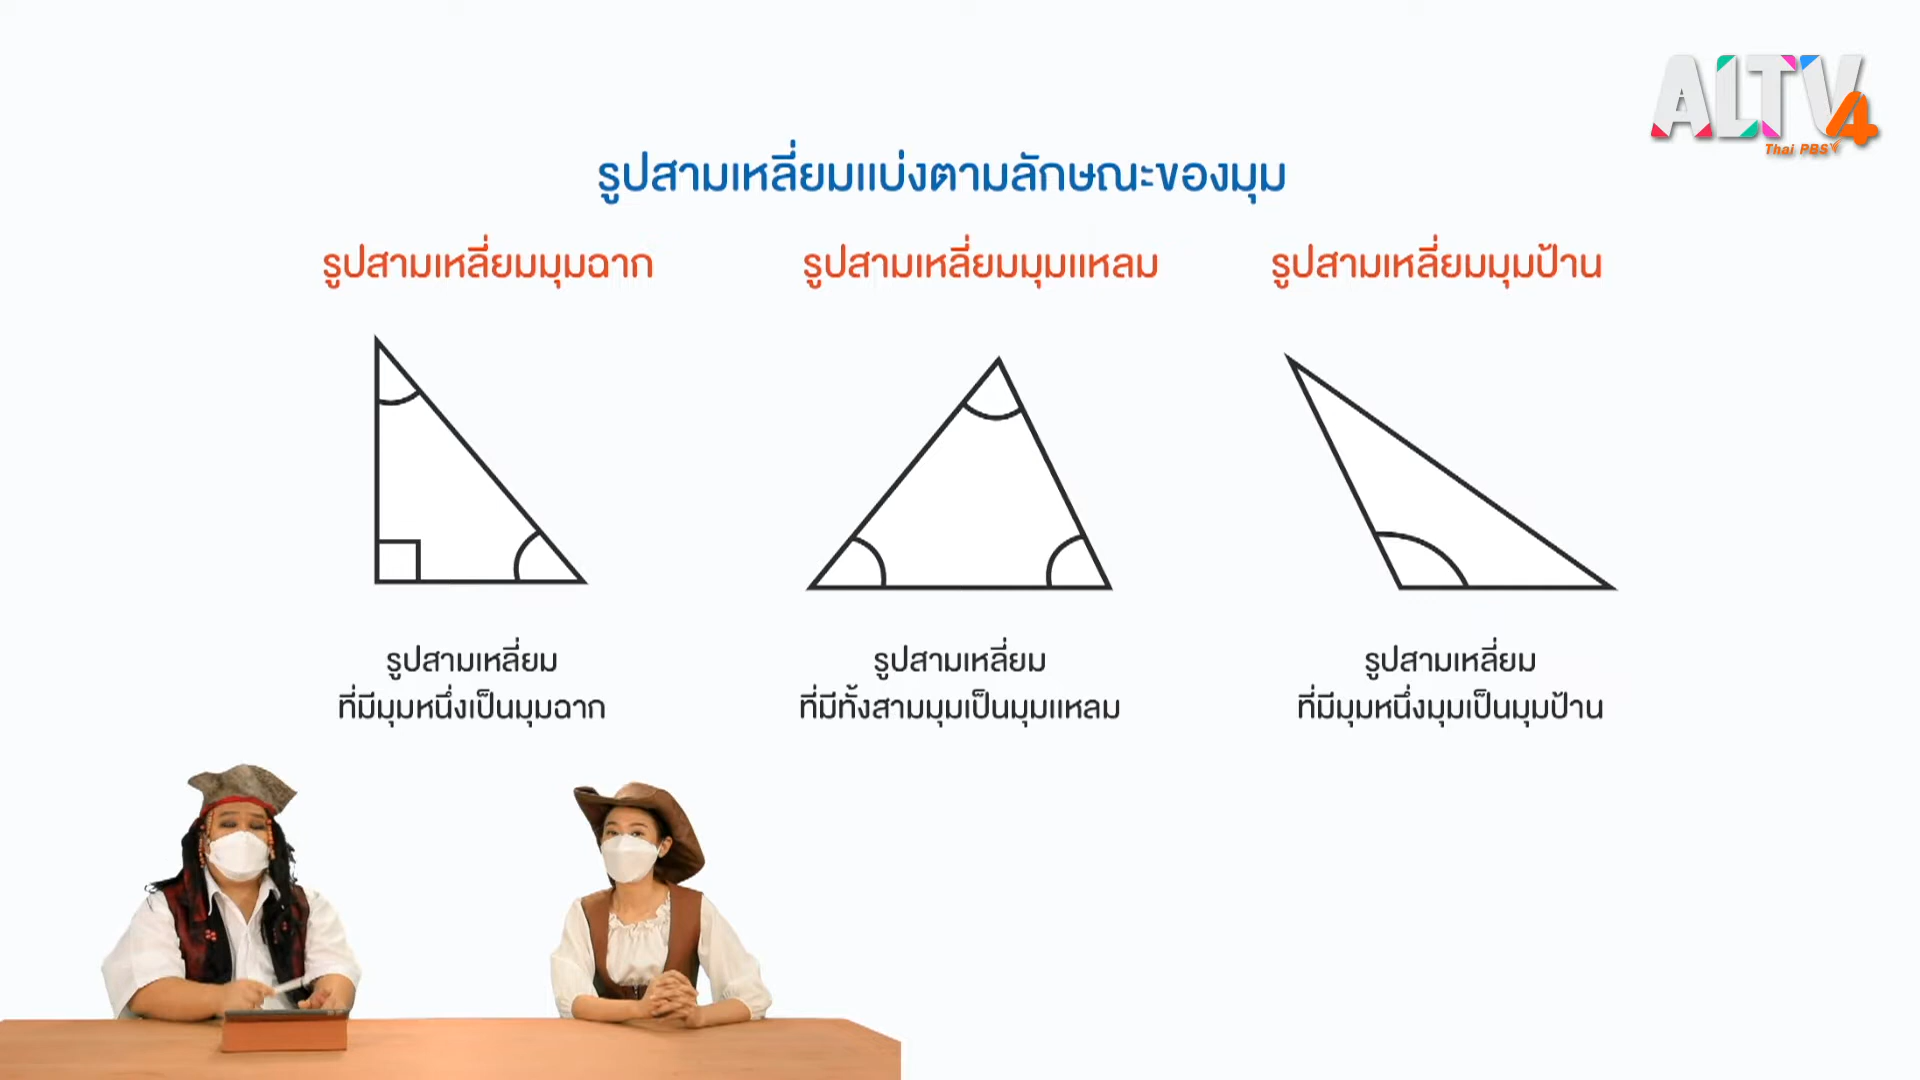 ALTV4
Thai PBS
รูปสามเหลี่ยมแบ่งตามลักษณะของมุม
รูปสามเหลี่ยมมุมฉาก
รูปสามเหลี่ยมมุมแหลม
รูปสามเหลี่ยมมุมป้าน
รูปสามเหลี่ยม
ที่มีมุมหนึ่งเป็นมุมฉาก
รูปสามเหลี่ยม
ที่มีทั้งสามมุมเป็นมุมแหลม
รูปสามเหลี่ยม
ที่มีมุมหนึ่งมุมเป็นมุมป้าน